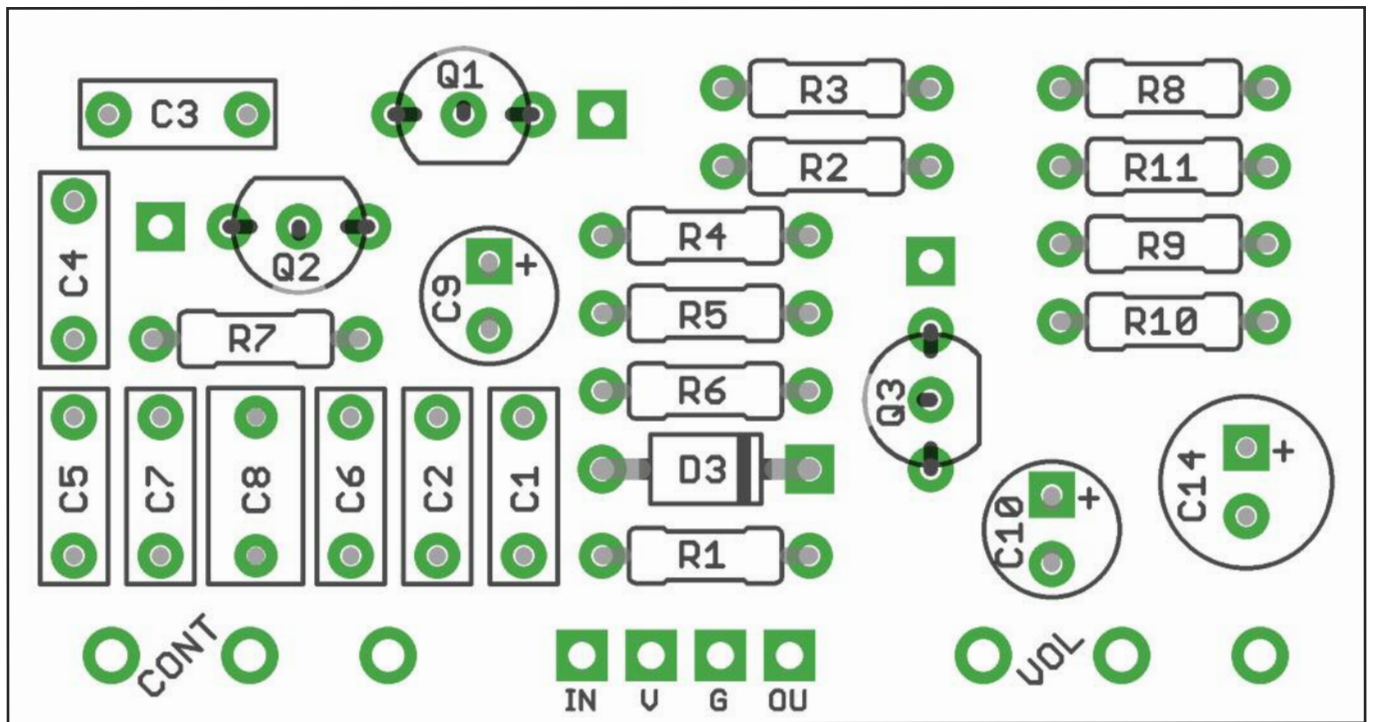 Q1
C3
R3
R8
R2
R11
R4
R9
Q2
C4
C9
+
R5
R10
R7
R6
Q3
C5
C7
C8
C6
C2
C1
D3
C10
+
C14
+
R1
CONT
VOL
IN V G OU